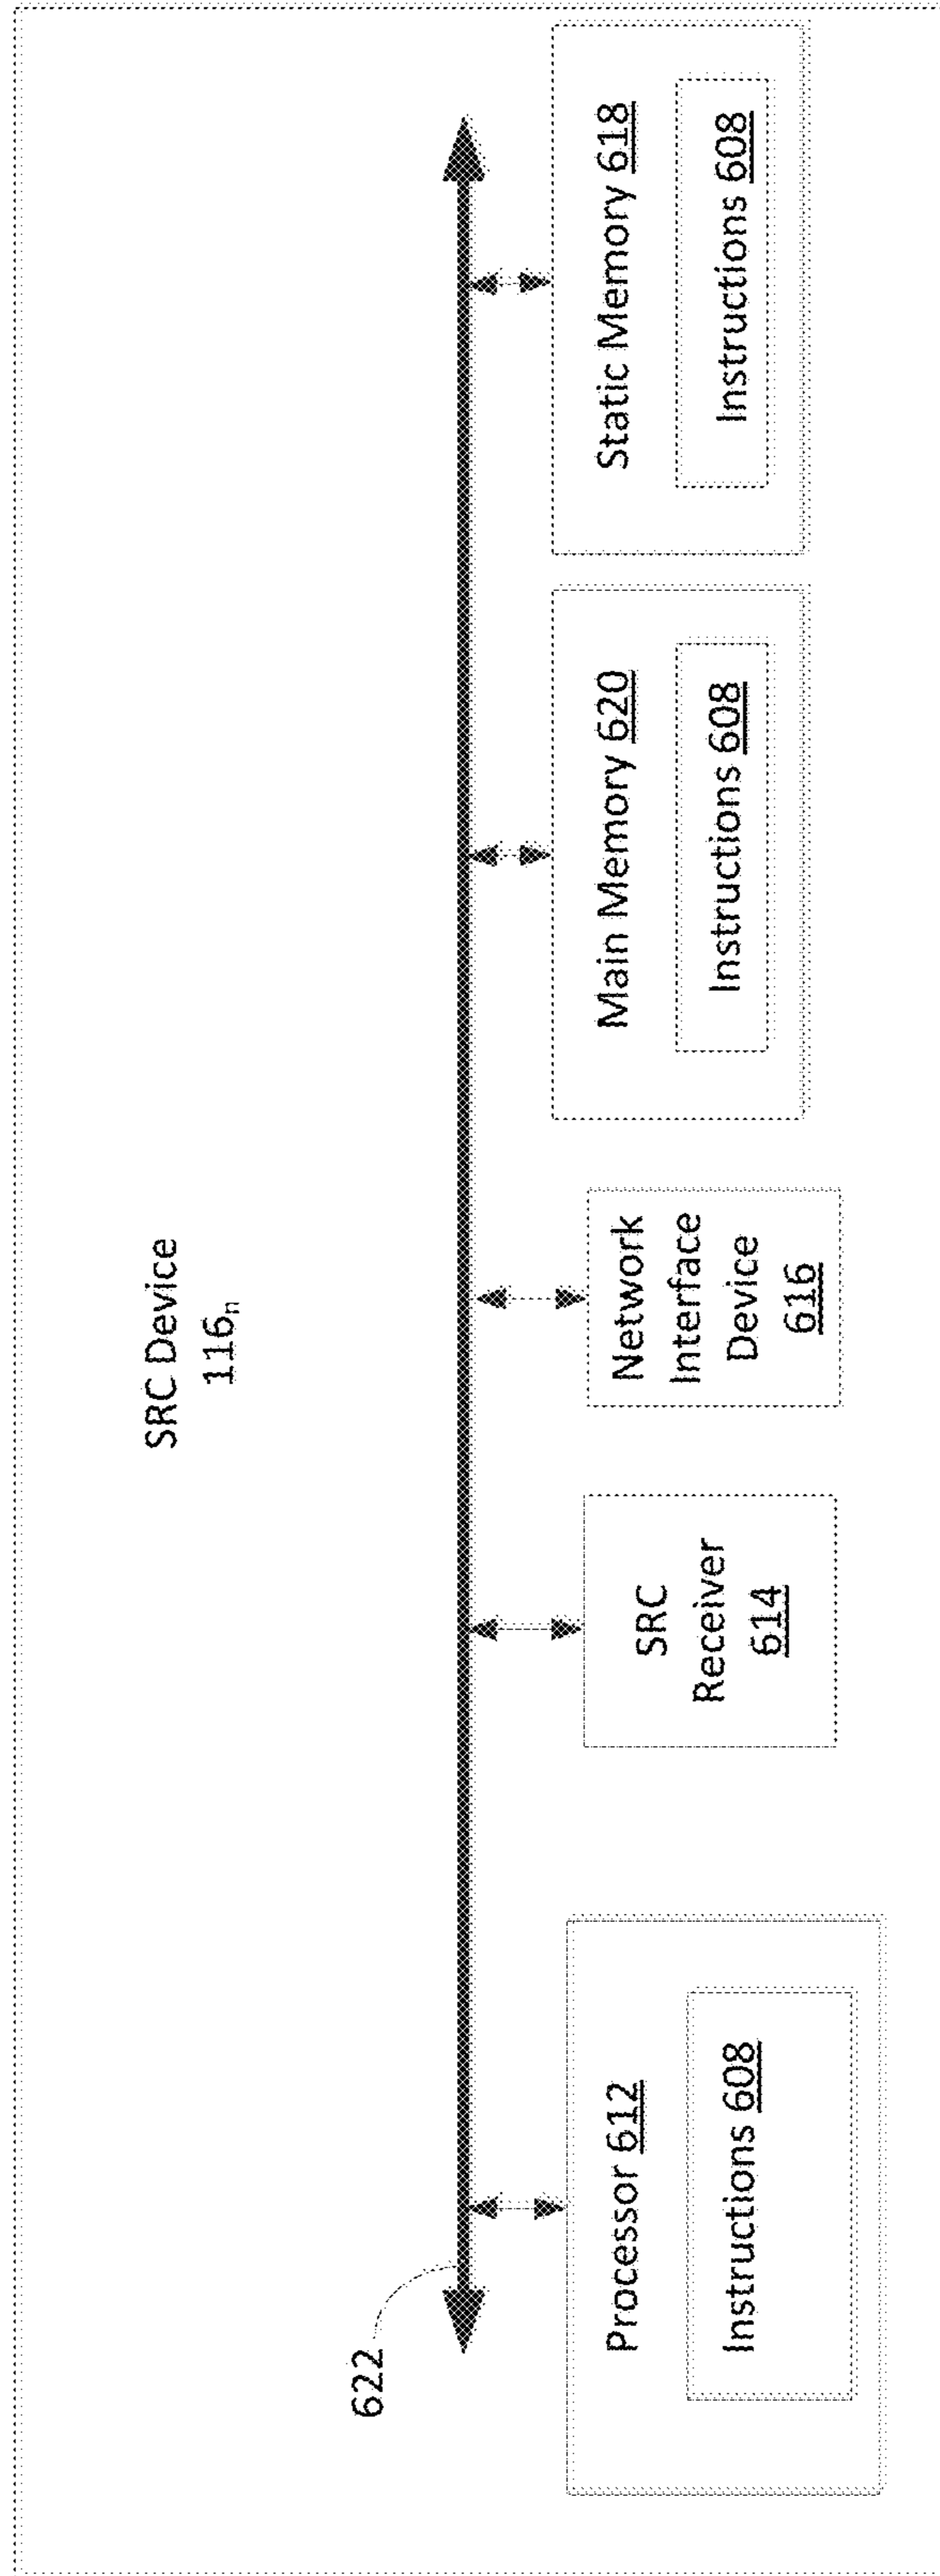 SRC Device
116n
622
Processor 612
Instructions 608
SRC
Receiver
614
Network
Interface
Device
616
Main Memory 620
Instructions 608
Static Memory 618
Instructions 608